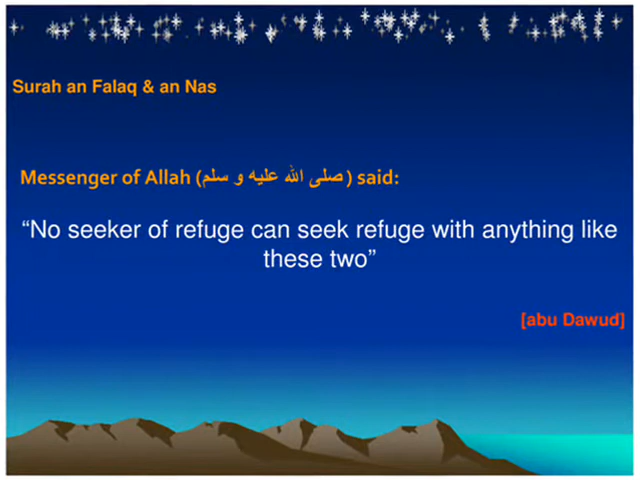 Surah an Falaq & an Nas
Messenger of Allah (صلى الله عليه و سلم) said:
“No seeker of refuge can seek refuge with anything like
these two”
[abu Dawud]